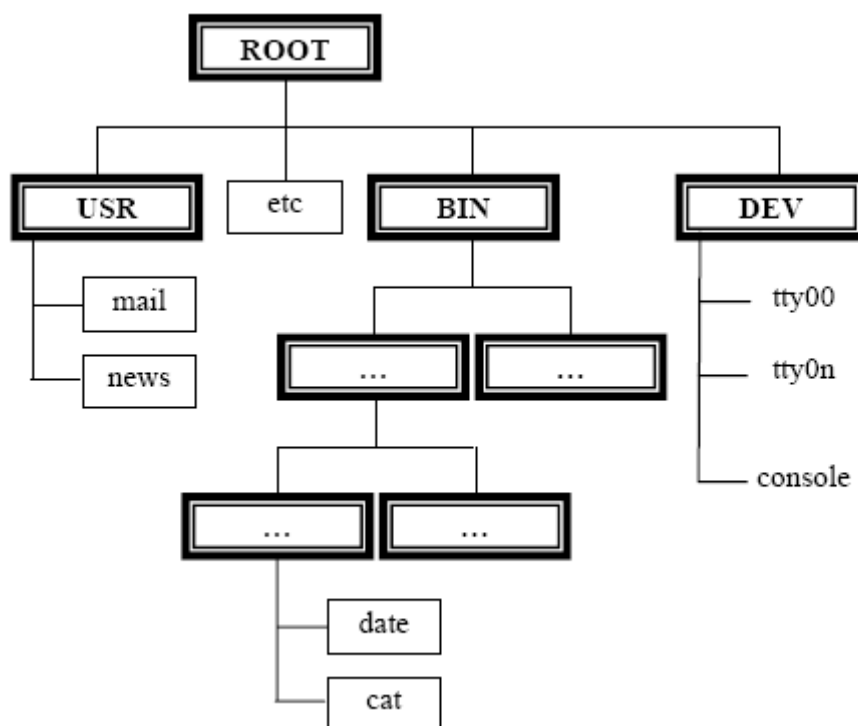 ROOT
USR
etc
BIN
DEV
mail
tty00
news
...
...
tty0n
...
...
console
date
cat